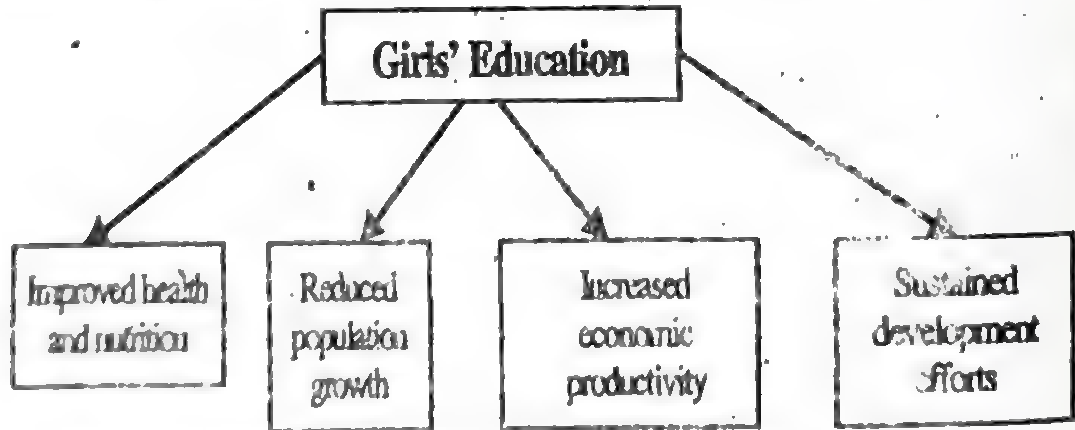 Girls' Education
Improved health
and nutrition
Reduced
population
growth
Increased
economic
productivity
Sustained
development
efforts